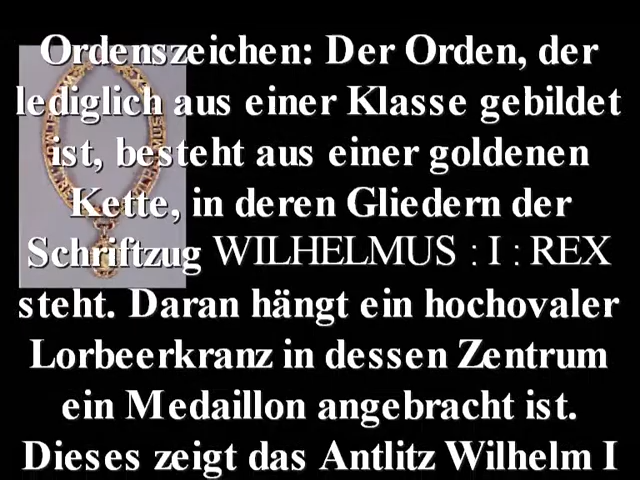 Ordenszeichen: Der Orden, der
lediglich aus einer Klasse gebildet
ist, besteht aus einer goldenen
Kette, in deren Gliedern der
Schriftzug WILHELMUS : I : REX
steht. Daran hängt ein hochovaler
Lorbeerkranz in dessen Zentrum
ein Medaillon angebracht ist.
Dieses zeigt das Antlitz Wilhelm I